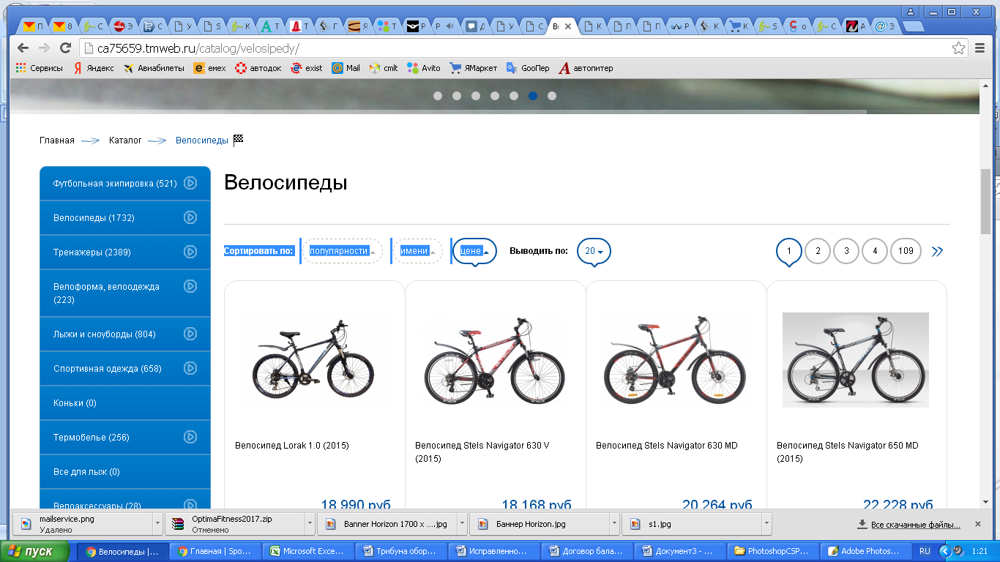 П
8
С
С
Э
С
У
S
К
Т
Т
Г
Я
Т
Р
Р
Д
У
С
Ве
К
П
П
Р
К
К
S
о
С
А
Э
ca75659.tmweb.ru/catalog/velosipedy/
Сервисы
Яндекс
Авиабилеты
емех
автодок
exist
Mail
cmlt
Avito
ЯМаркет
GooПер
автопитер
Главная
Каталог
Велосипеды
Футбольная экипировка (521)
Велосипеды (1732)
Тренажеры (2389)
Велоформа, велоодежда
(223)
Лыжи и сноуборды (804)
Спортивная одежда (658)
Коньки (0)
Термобелье (256)
Все для лыж (0)
Велоаксессуары (28)
Велосипеды
Сортировать по: популярности имени цене Выводить по: 20
1 2 3 4 109
Велосипед Lorak 1.0 (2015)
18 990 руб
Велосипед Stels Navigator 630 V
(2015)
18 168 руб
Велосипед Stels Navigator 630 MD
20 264 руб
Велосипед Stels Navigator 650 MD
(2015)
22 228 руб
mailservice.png
Удалено
OptimaFitness2017.zip
Отменено
Banner Horizon 1700 x ....jpg
Баннер Horizon.jpg
s1.jpg
Все скачанные файлы...
пуск
Велосипеды |...
Главная | Spo...
Microsoft Exce...
Трибуна обор...
Исправленно...
Договор бала...
Документ3 - ...
PhotoshopCSP...
Adobe Photos...
RU
1:21